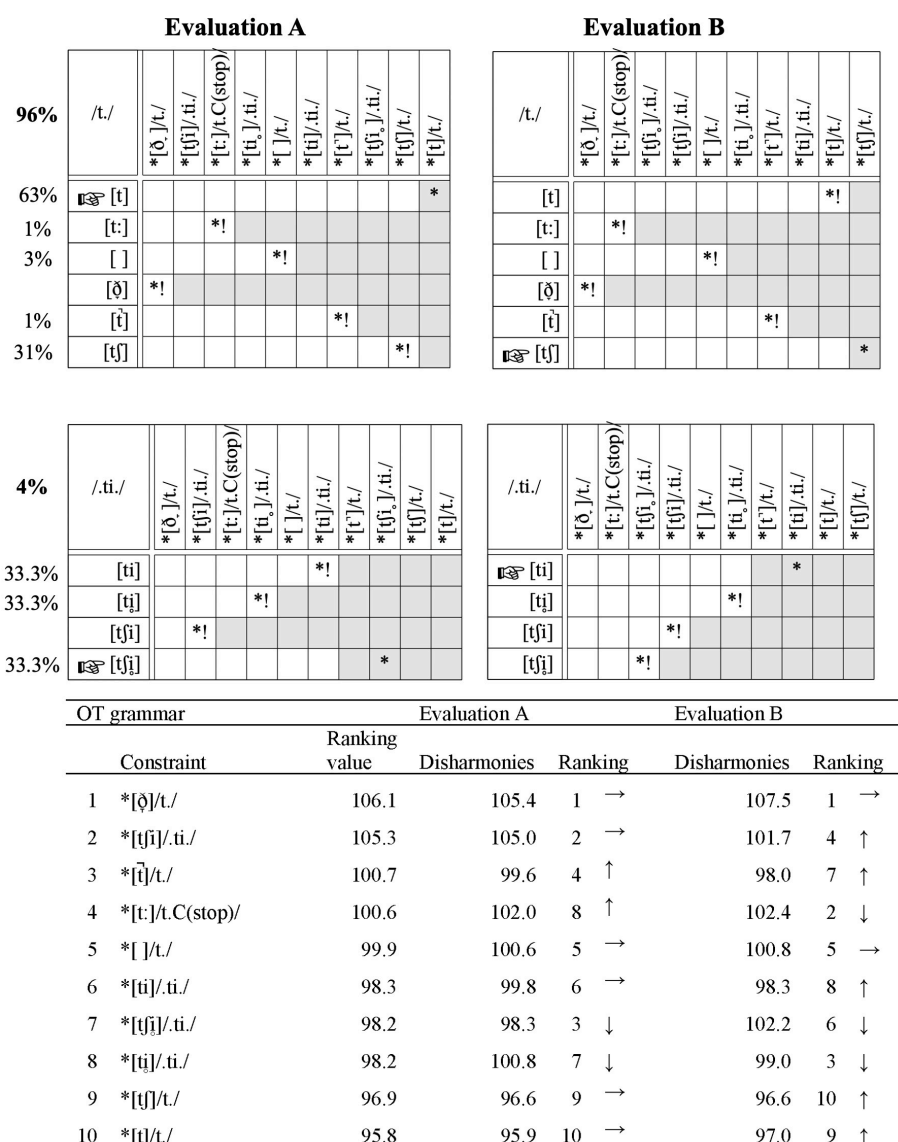 Evaluation A Evaluation B
96% /t./ *[ð̞̆]/t./ *[tʃi]/.ti./ *[t:]/t.C(stop)/ *[ti̥]/.ti./ *[ ]/t./ *[ti]/.ti./ *[t̚]/t./ *[tʃi̥]/.ti./ *[tʃ]/t./ *[t]/t./
/t./ *[ð̞̆]/t./ *[t:]/t.C(stop)/ *[tʃi̥]/.ti./ *[tʃi]/.ti./ *[ ]/t./ *[ti̥]/.ti./ *[t̚]/t./ *[ti]/.ti./ *[t]/t./ *[tʃ]/t./
63% ☞ [t] * [t] *!
1% [t:] *! [t:] *!
3% [ ] *! [ ] *!
[ð̞̆] *! [ð̞̆] *!
1% [t̚] *! [t̚] *!
31% [tʃ] *! ☞ [tʃ] *
4% /.ti./ *[ð̞̆]/t./ *[tʃi]/.ti./ *[t:]/t.C(stop)/ *[ti̥]/.ti./ *[ ]/t./ *[ti]/.ti./ *[t̚]/t./ *[tʃi̥]/.ti./ *[tʃ]/t./ *[t]/t./
/.ti./ *[ð̞̆]/t./ *[t:]/t.C(stop)/ *[tʃi̥]/.ti./ *[tʃi]/.ti./ *[ ]/t./ *[ti̥]/.ti./ *[t̚]/t./ *[ti]/.ti./ *[t]/t./ *[tʃ]/t./
33.3% [ti] *! ☞ [ti] *
33.3% [ti̥] *! [ti̥] *!
[tʃi] *! [tʃi] *!
33.3% ☞ [tʃi̥] * [tʃi̥] *!
OT grammar Evaluation A Evaluation B
Constraint Ranking value Disharmonies Ranking Disharmonies Ranking
1 *[ð̞̆]/t./ 106.1 105.4 1 → 107.5 1 →
2 *[tʃi]/.ti./ 105.3 105.0 2 → 101.7 4 ↑
3 *[t̚]/t./ 100.7 99.6 4 ↑ 98.0 7 ↑
4 *[t:]/t.C(stop)/ 100.6 102.0 8 ↑ 102.4 2 ↓
5 *[ ]/t./ 99.9 100.6 5 → 100.8 5 →
6 *[ti]/.ti./ 98.3 99.8 6 → 98.3 8 ↑
7 *[tʃi̥]/.ti./ 98.2 98.3 3 ↓ 102.2 6 ↓
8 *[ti̥]/.ti./ 98.2 100.8 7 ↓ 99.0 3 ↓
9 *[tʃ]/t./ 96.9 96.6 9 → 96.6 10 ↑
10 *[t]/t./ 95.8 95.9 10 → 97.0 9 ↑